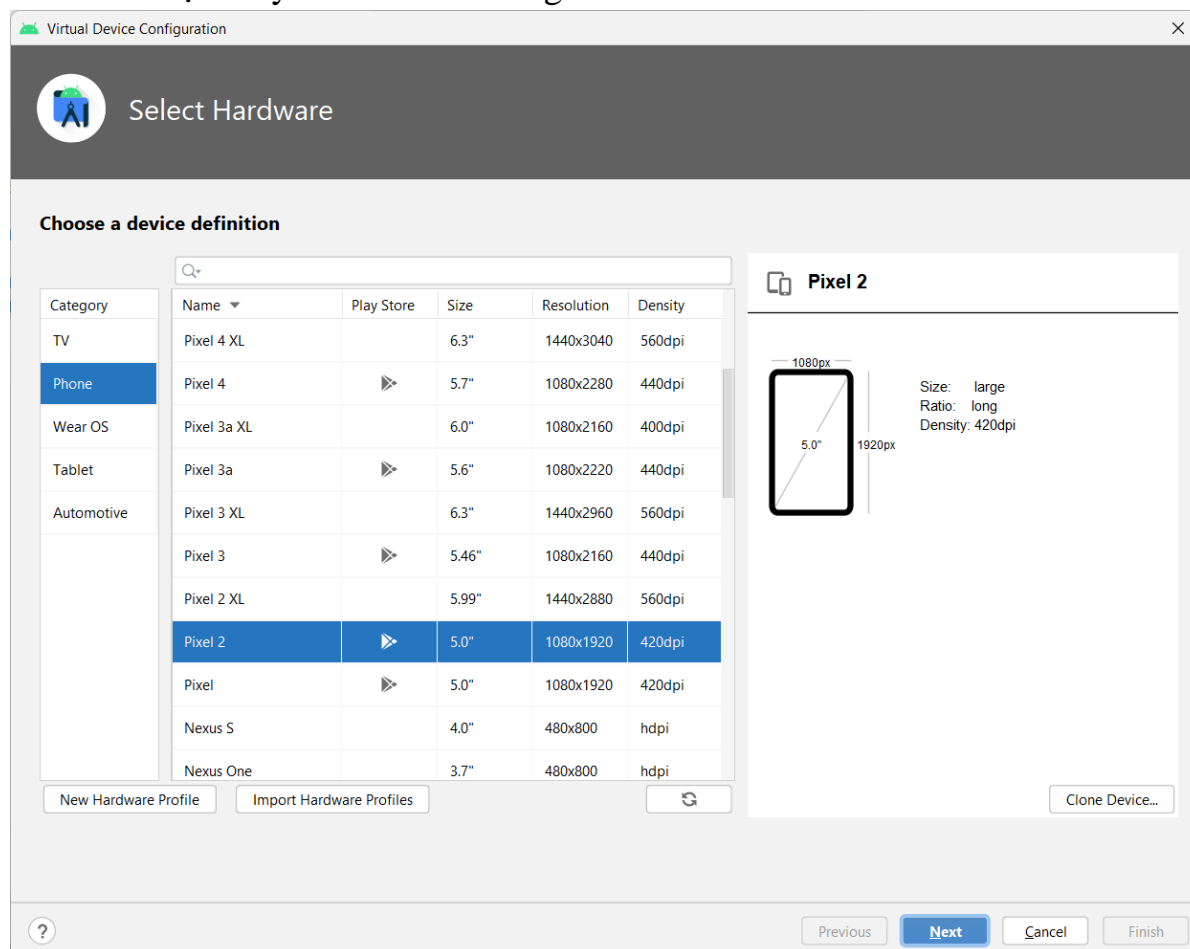 Virtual Device Configuration
Select Hardware
Choose a device definition
Category Name Play Store Size Resolution Density
TV
Phone
Wear OS
Tablet
Automotive
Pixel 4 XL 6.3" 1440x3040 560dpi
Pixel 4 5.7" 1080x2280 440dpi
Pixel 3a XL 6.0" 1080x2160 400dpi
Pixel 3a 5.6" 1080x2220 440dpi
Pixel 3 XL 6.3" 1440x2960 560dpi
Pixel 3 5.46" 1080x2160 440dpi
Pixel 2 XL 5.99" 1440x2880 560dpi
Pixel 2 5.0" 1080x1920 420dpi
Pixel 5.0" 1080x1920 420dpi
Nexus S 4.0" 480x800 hdpi
Nexus One 3.7" 480x800 hdpi
New Hardware Profile Import Hardware Profiles
Pixel 2
1080px
5.0"
1920px
Size: large
Ratio: long
Density: 420dpi
Clone Device...
? Previous Next Cancel Finish